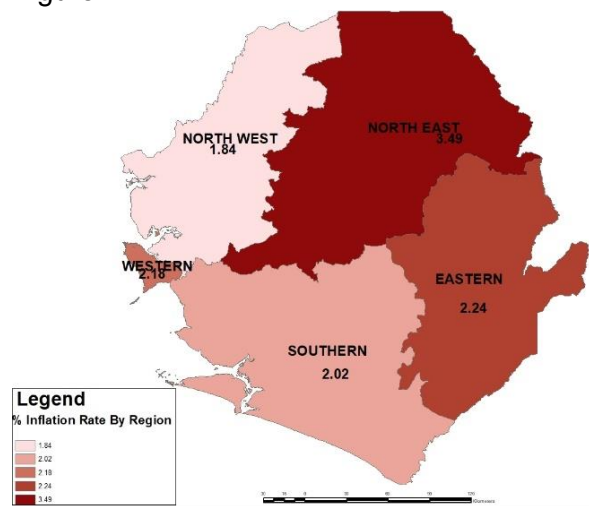 NORTH EAST
3.49
NORTH WEST
1.84
WESTERN
2.18
EASTERN
2.24
SOUTHERN
2.02
Legend
% Inflation Rate By Region
1.84
2.02
2.18
2.24
3.49